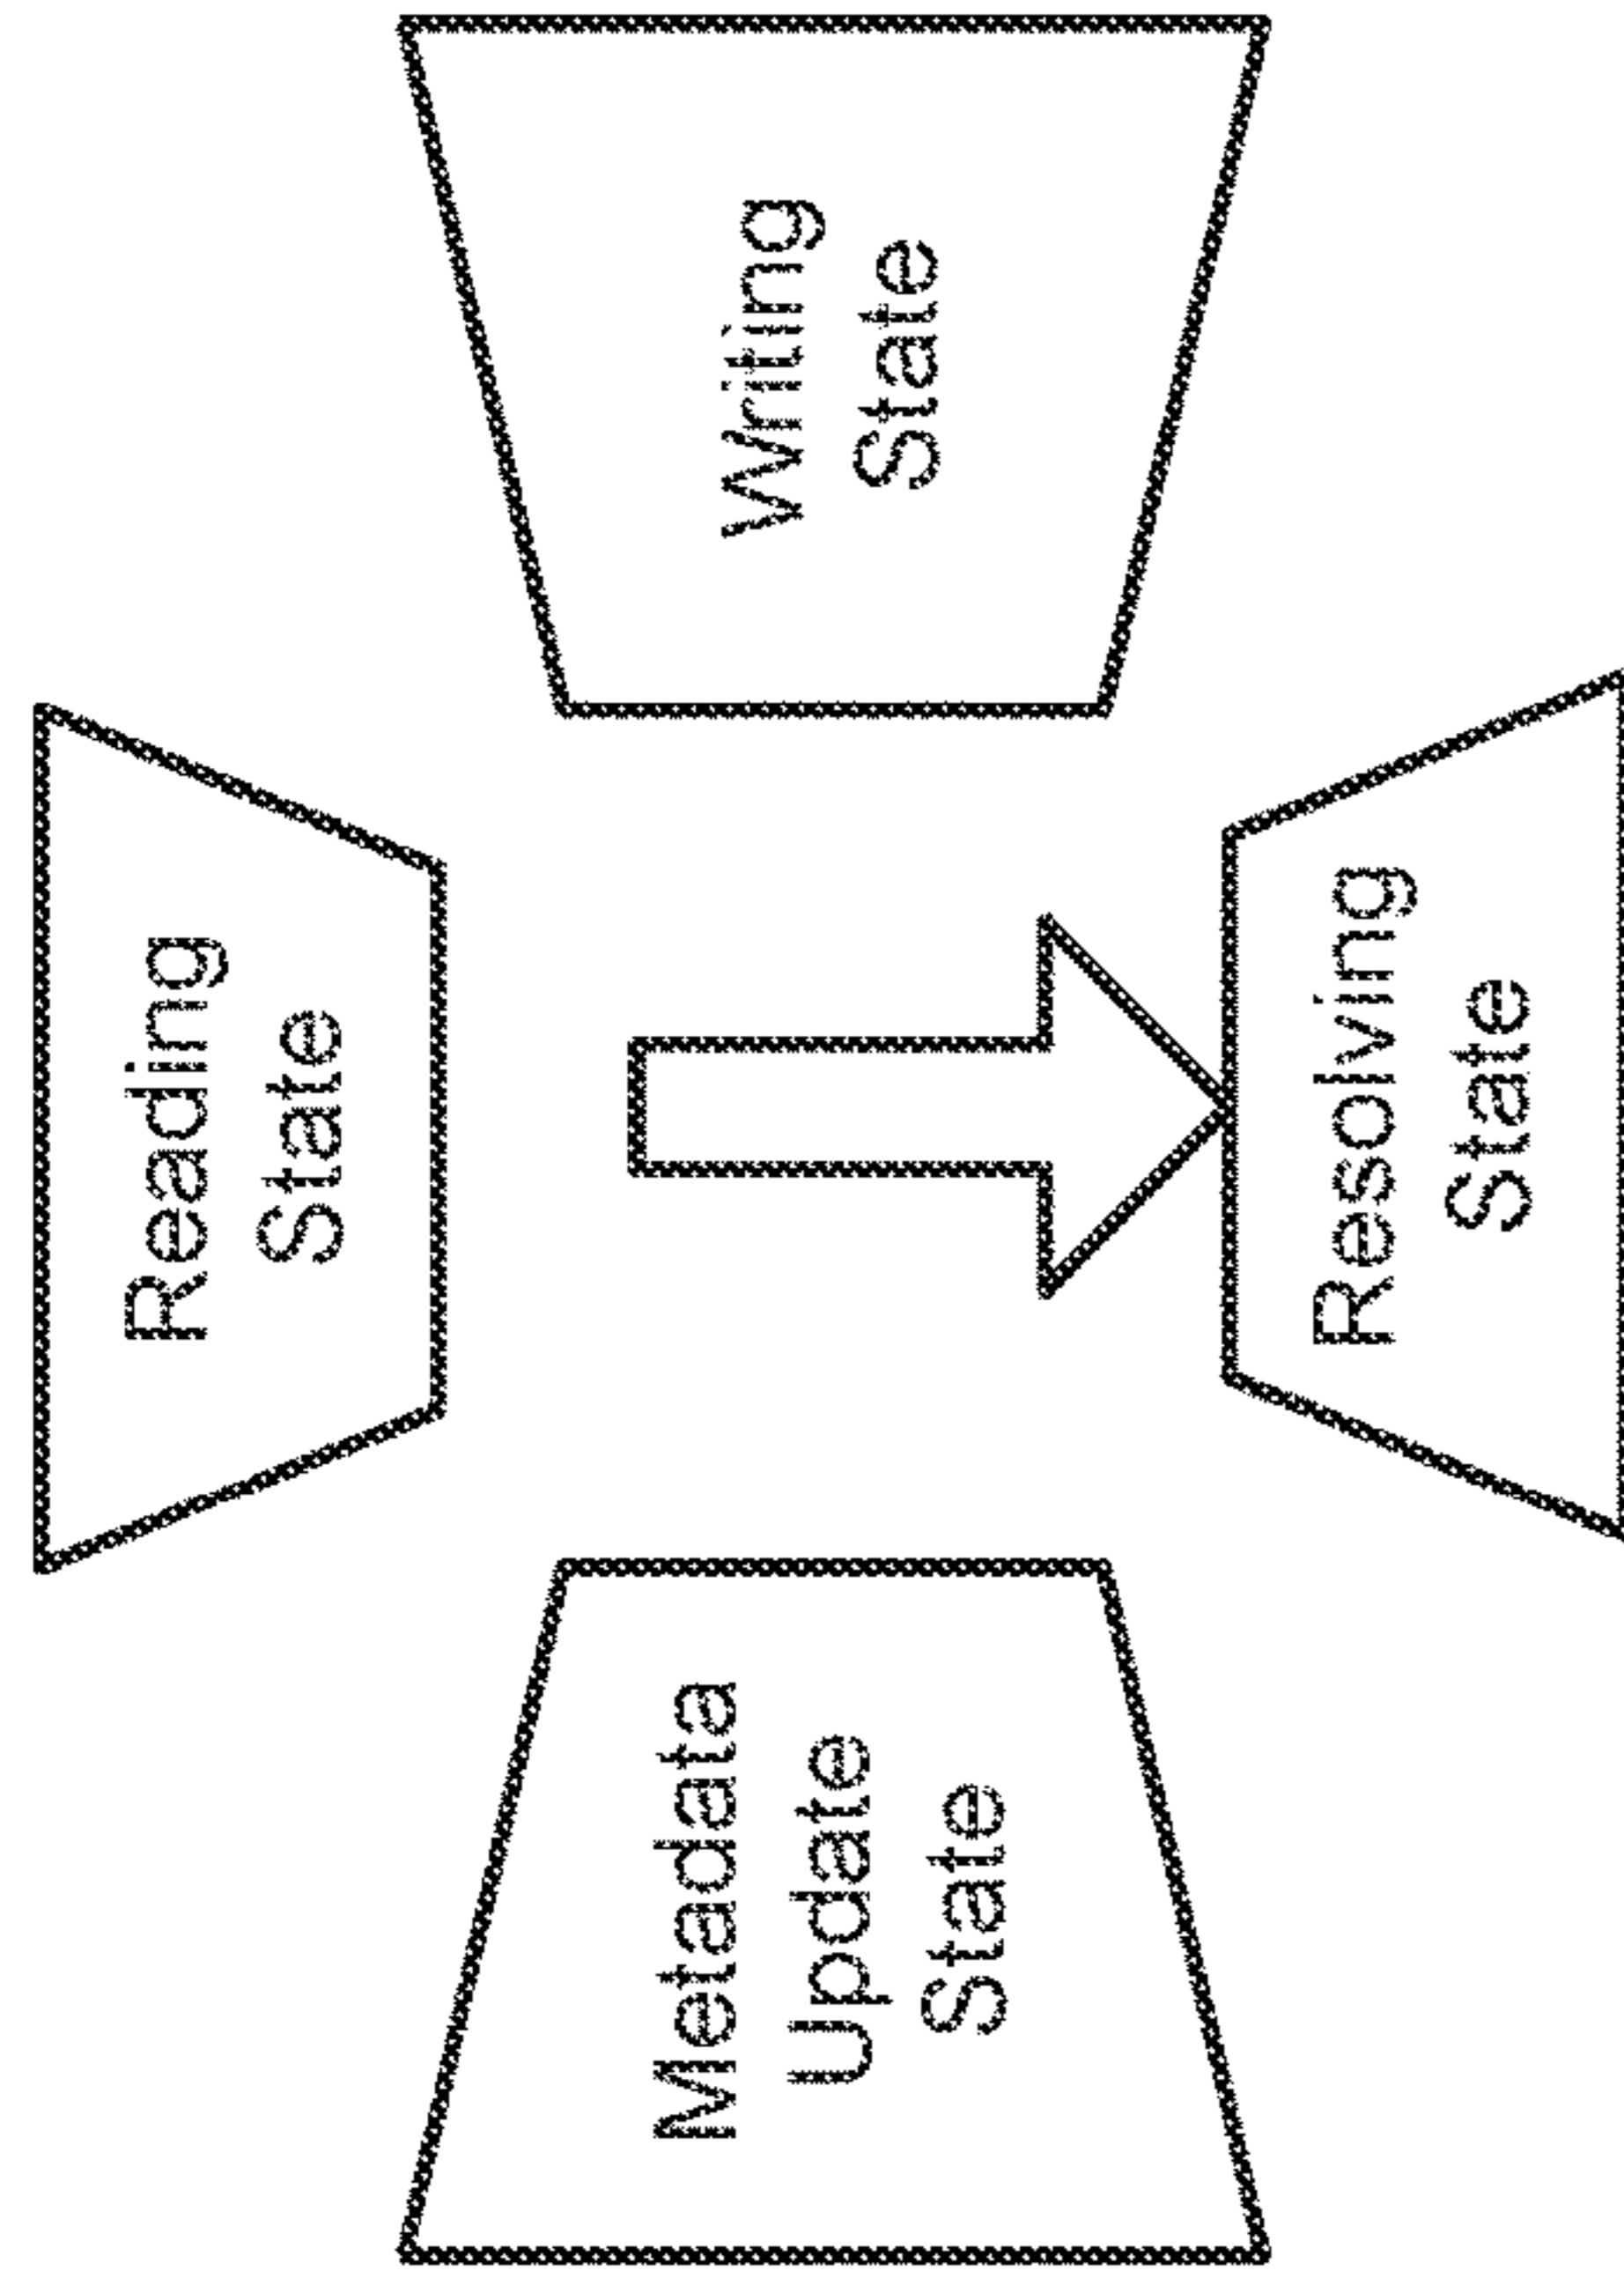 Reading
State
Metadata
Update
State
Writing
State
Resolving
State